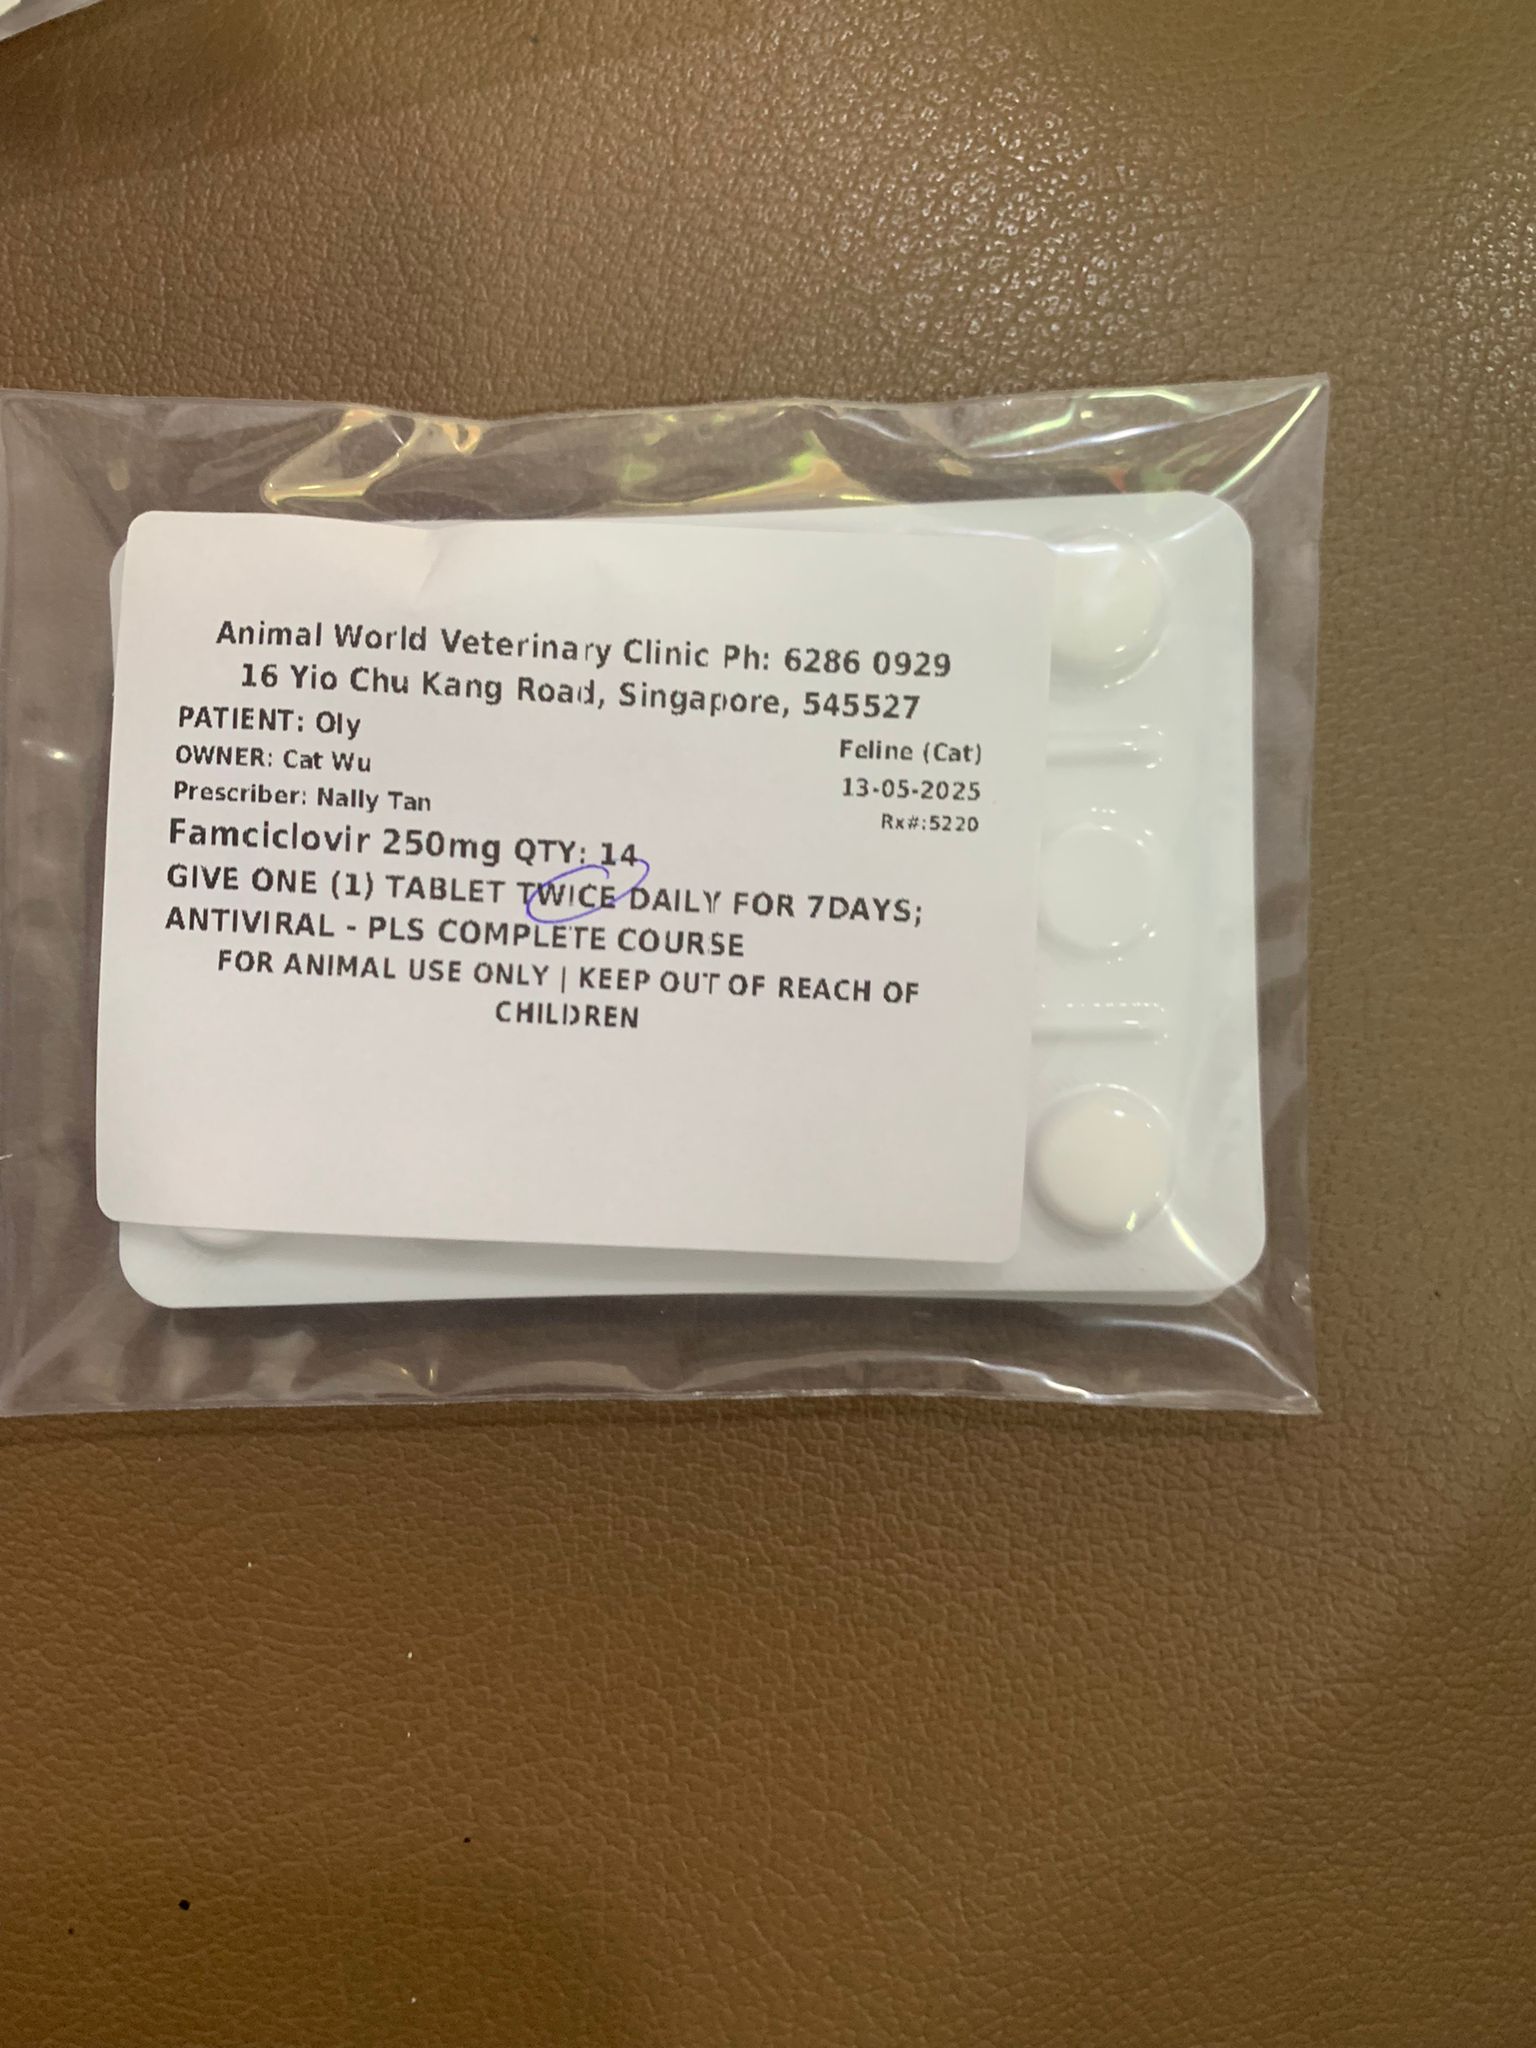 Animal World Veterinary Clinic Ph: 6286 0929
16 Yio Chu Kang Road, Singapore, 545527
PATIENT: Oly
Feline (Cat)
OWNER: Cat Wu
13-05-2025
Prescriber: Nally Tan
Rx#:5220
Famciclovir 250mg QTY: 14
GIVE ONE (1) TABLET TWICE DAILY FOR 7DAYS;
ANTIVIRAL - PLS COMPLETE COURSE
FOR ANIMAL USE ONLY | KEEP OUT OF REACH OF
CHILDREN